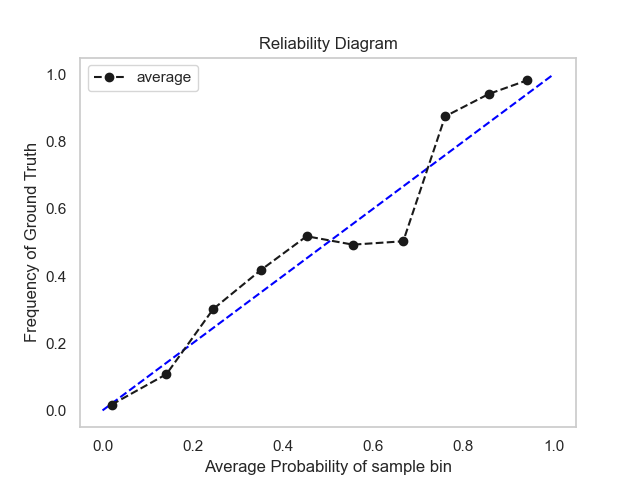 Reliability Diagram
average
Frequency of Ground Truth
1.0
0.8
0.6
0.4
0.2
0.0
0.0 0.2 0.4 0.6 0.8 1.0
Average Probability of sample bin